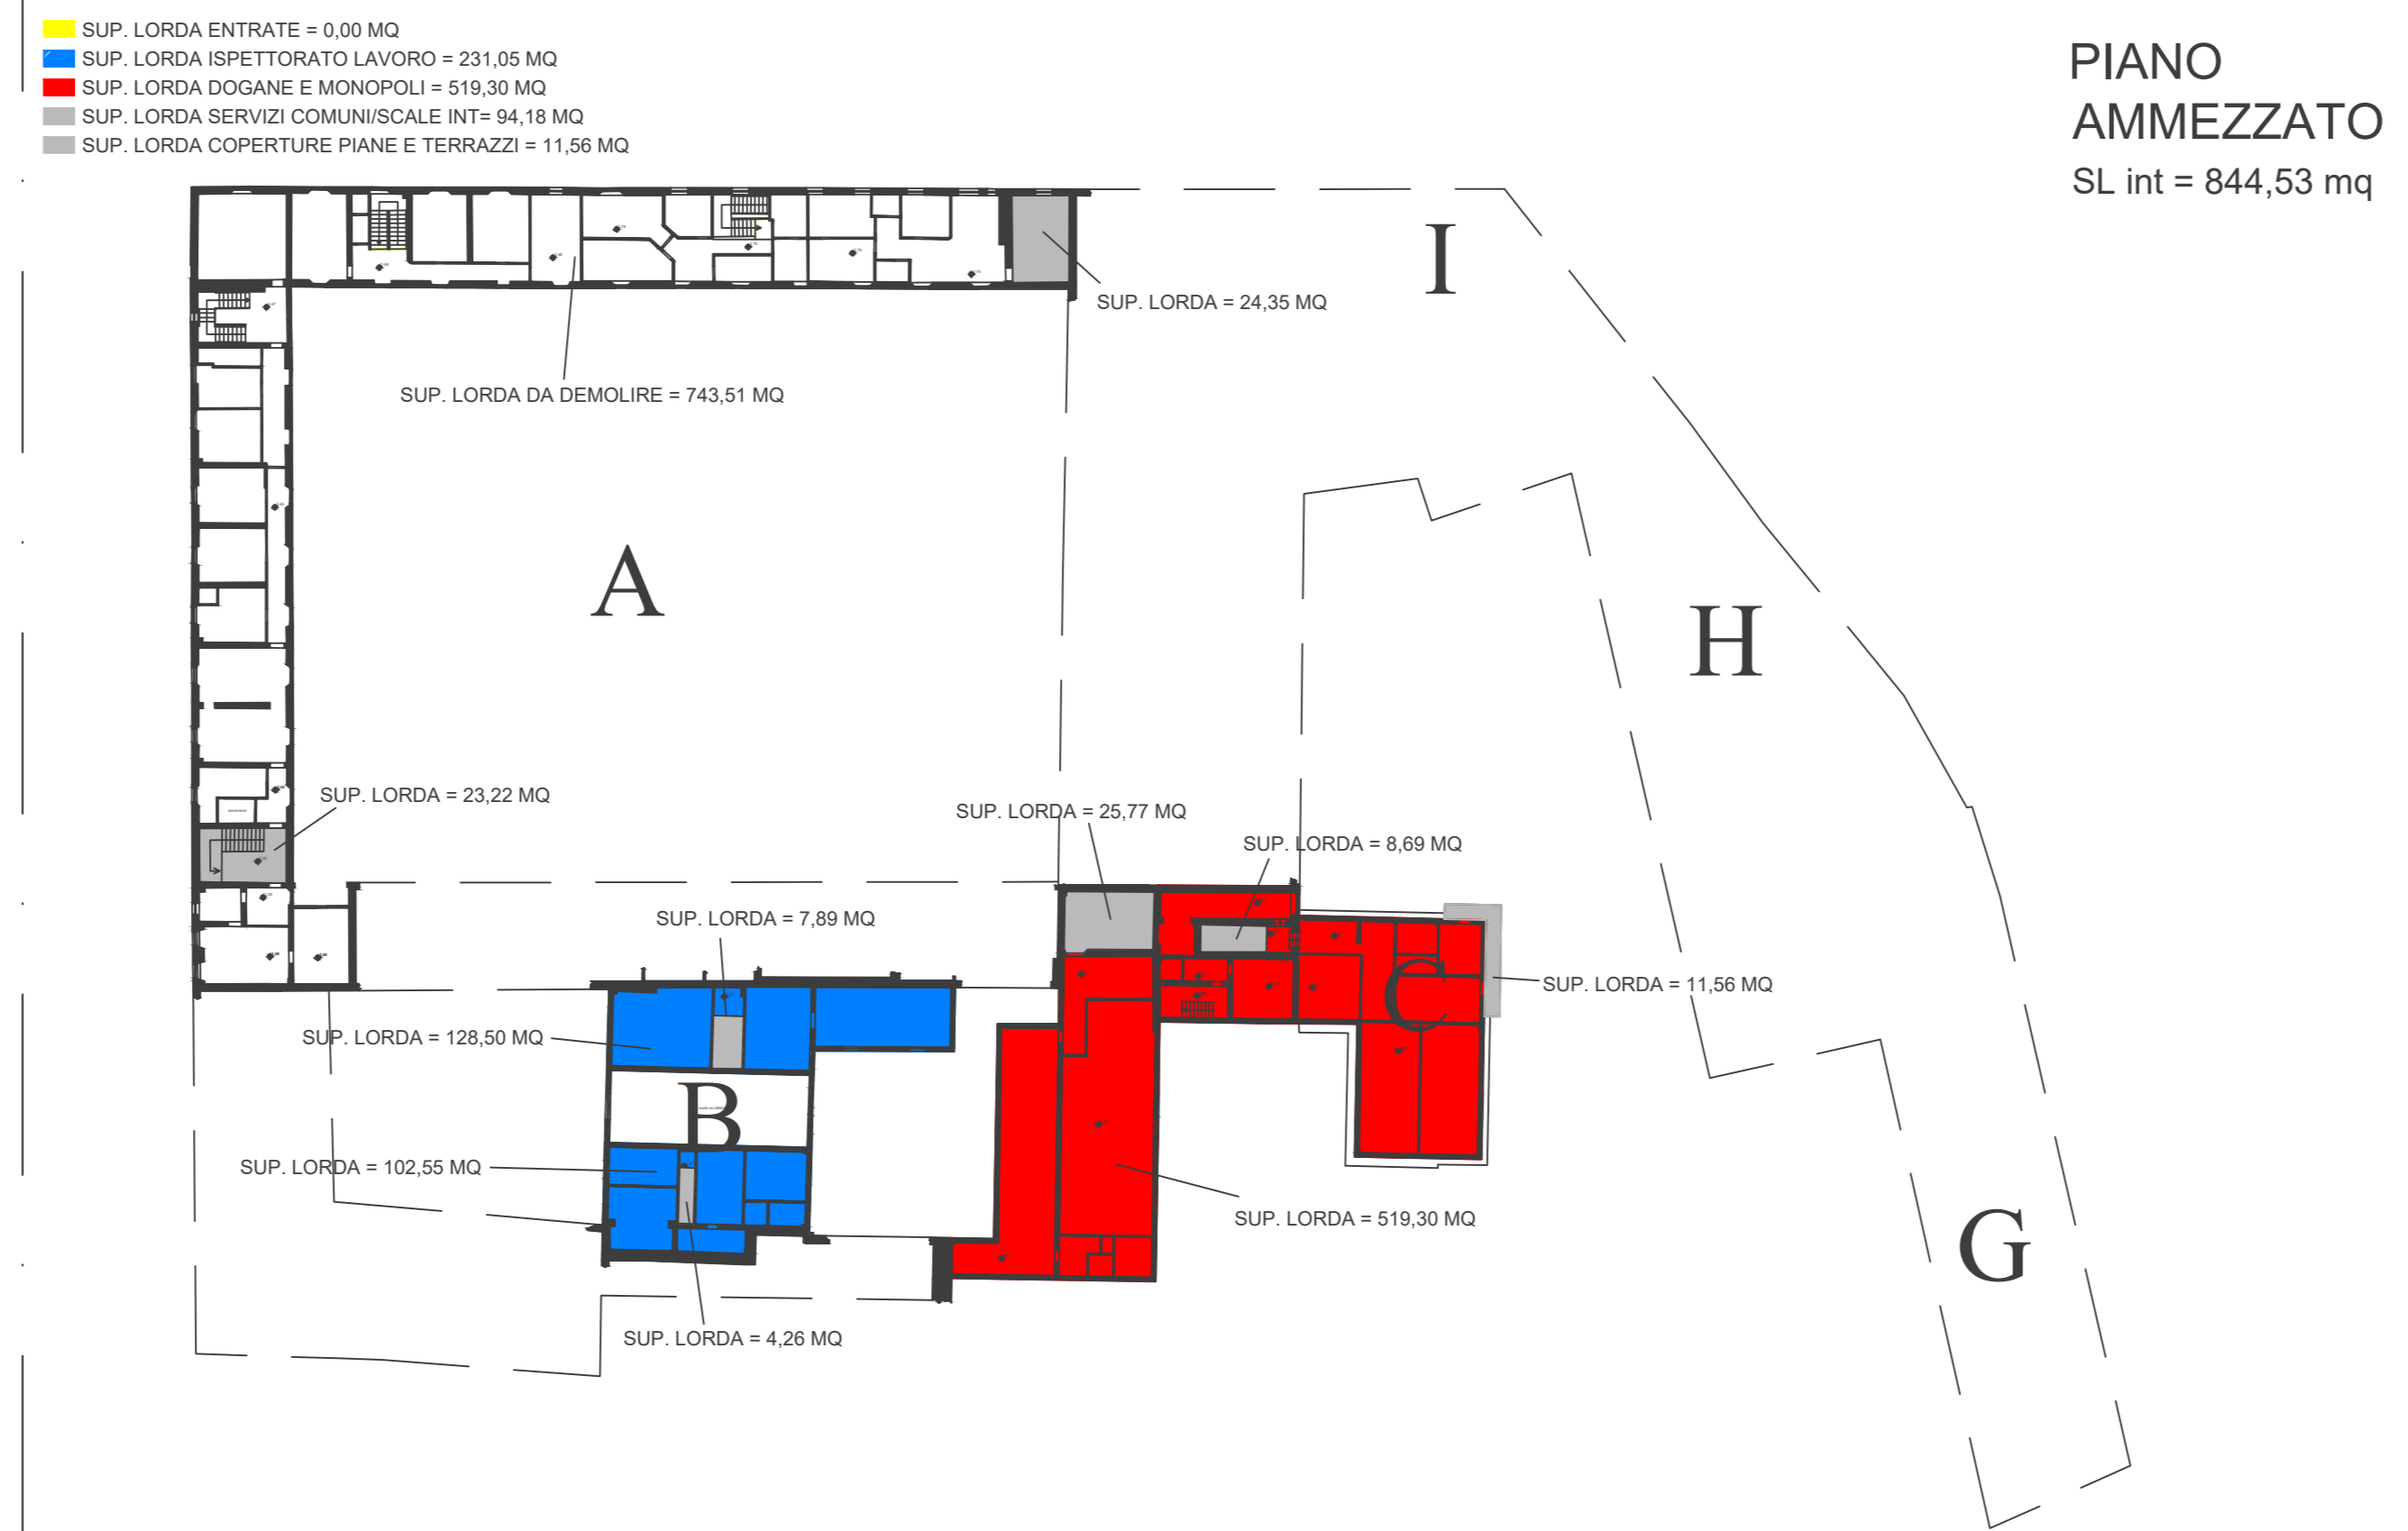 SUP. LORDA ENTRATE = 0,00 MQ
SUP. LORDA ISPETTORATO LAVORO = 231,05 MQ
SUP. LORDA DOGANE E MONOPOLI = 519,30 MQ
SUP. LORDA SERVIZI COMUNI/SCALE INT= 94,18 MQ
SUP. LORDA COPERTURE PIANE E TERRAZZI = 11,56 MQ
PIANO
AMMEZZATO
SL int = 844,53 mq
I
SUP. LORDA = 24,35 MQ
SUP. LORDA DA DEMOLIRE = 743,51 MQ
A
H
SUP. LORDA = 23,22 MQ
SUP. LORDA = 25,77 MQ
SUP. LORDA = 8,69 MQ
SUP. LORDA = 7,89 MQ
C
SUP. LORDA = 11,56 MQ
SUP. LORDA = 128,50 MQ
B
SUP. LORDA = 102,55 MQ
SUP. LORDA = 519,30 MQ
G
SUP. LORDA = 4,26 MQ